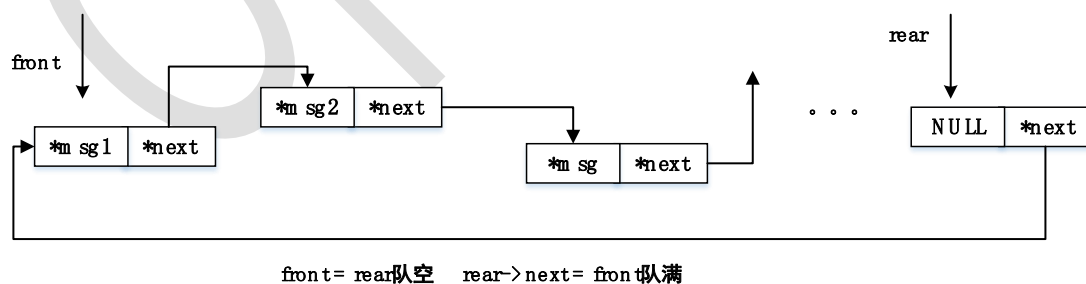 front
rear
*msg1 *next
*msg2 *next
*msg *next
。。。
NULL *next
front= rear队空 rear->next= front队满